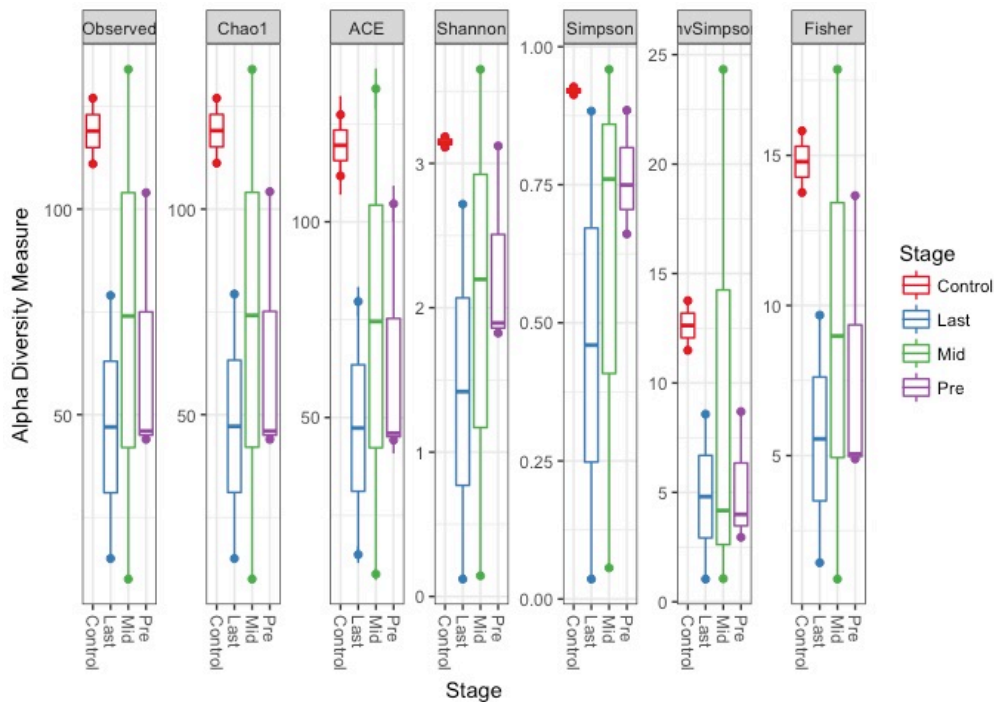 Observed
Chao1
ACE
Shannon
Simpson
nvSimpso
Fisher
Alpha Diversity Measure
100
50
100
50
3
2
1
0
1.00
0.75
0.50
0.25
0.00
25
20
15
10
5
0
15
10
5
Control
Last
Mid
Pre
Control
Last
Mid
Pre
Control
Last
Mid
Pre
Control
Last
Mid
Pre
Control
Last
Mid
Pre
Control
Last
Mid
Pre
Control
Last
Mid
Pre
Stage
Stage
Control
Last
Mid
Pre